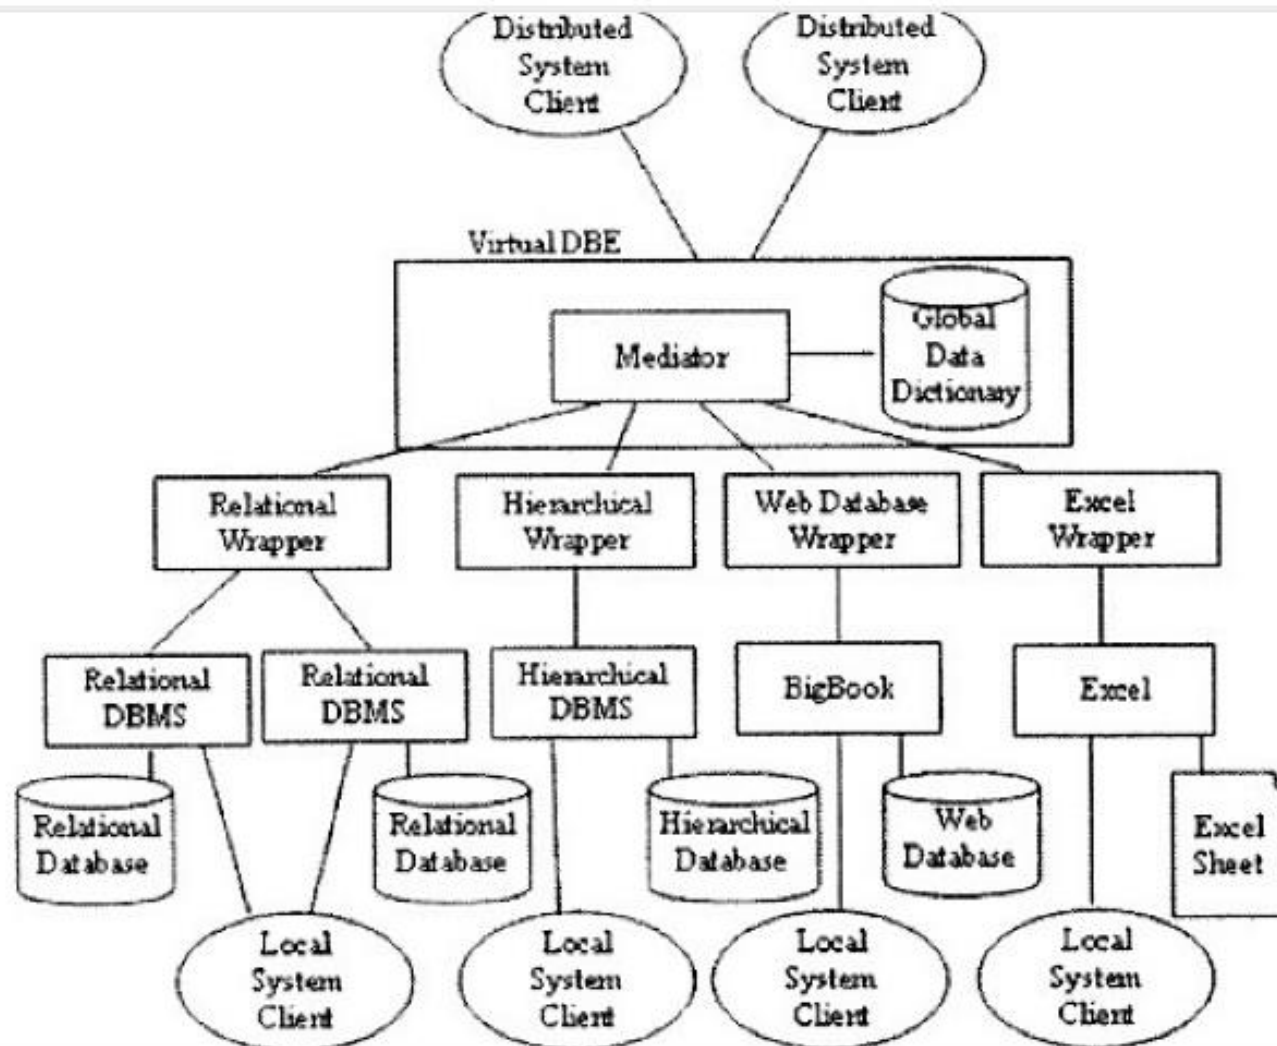 Distributed
System
Client
Distributed
System
Client
Virtual DBE
Mediator
Global
Data
Dictionary
Relational
Wrapper
Hierarchical
Wrapper
Web Database
Wrapper
Excel
Wrapper
Relational
DBMS
Relational
DBMS
Hierarchical
DBMS
BigBook
Excel
Relational
Database
Relational
Database
Hierarchical
Database
Web
Database
Excel
Sheet
Local
System
Client
Local
System
Client
Local
System
Client
Local
System
Client